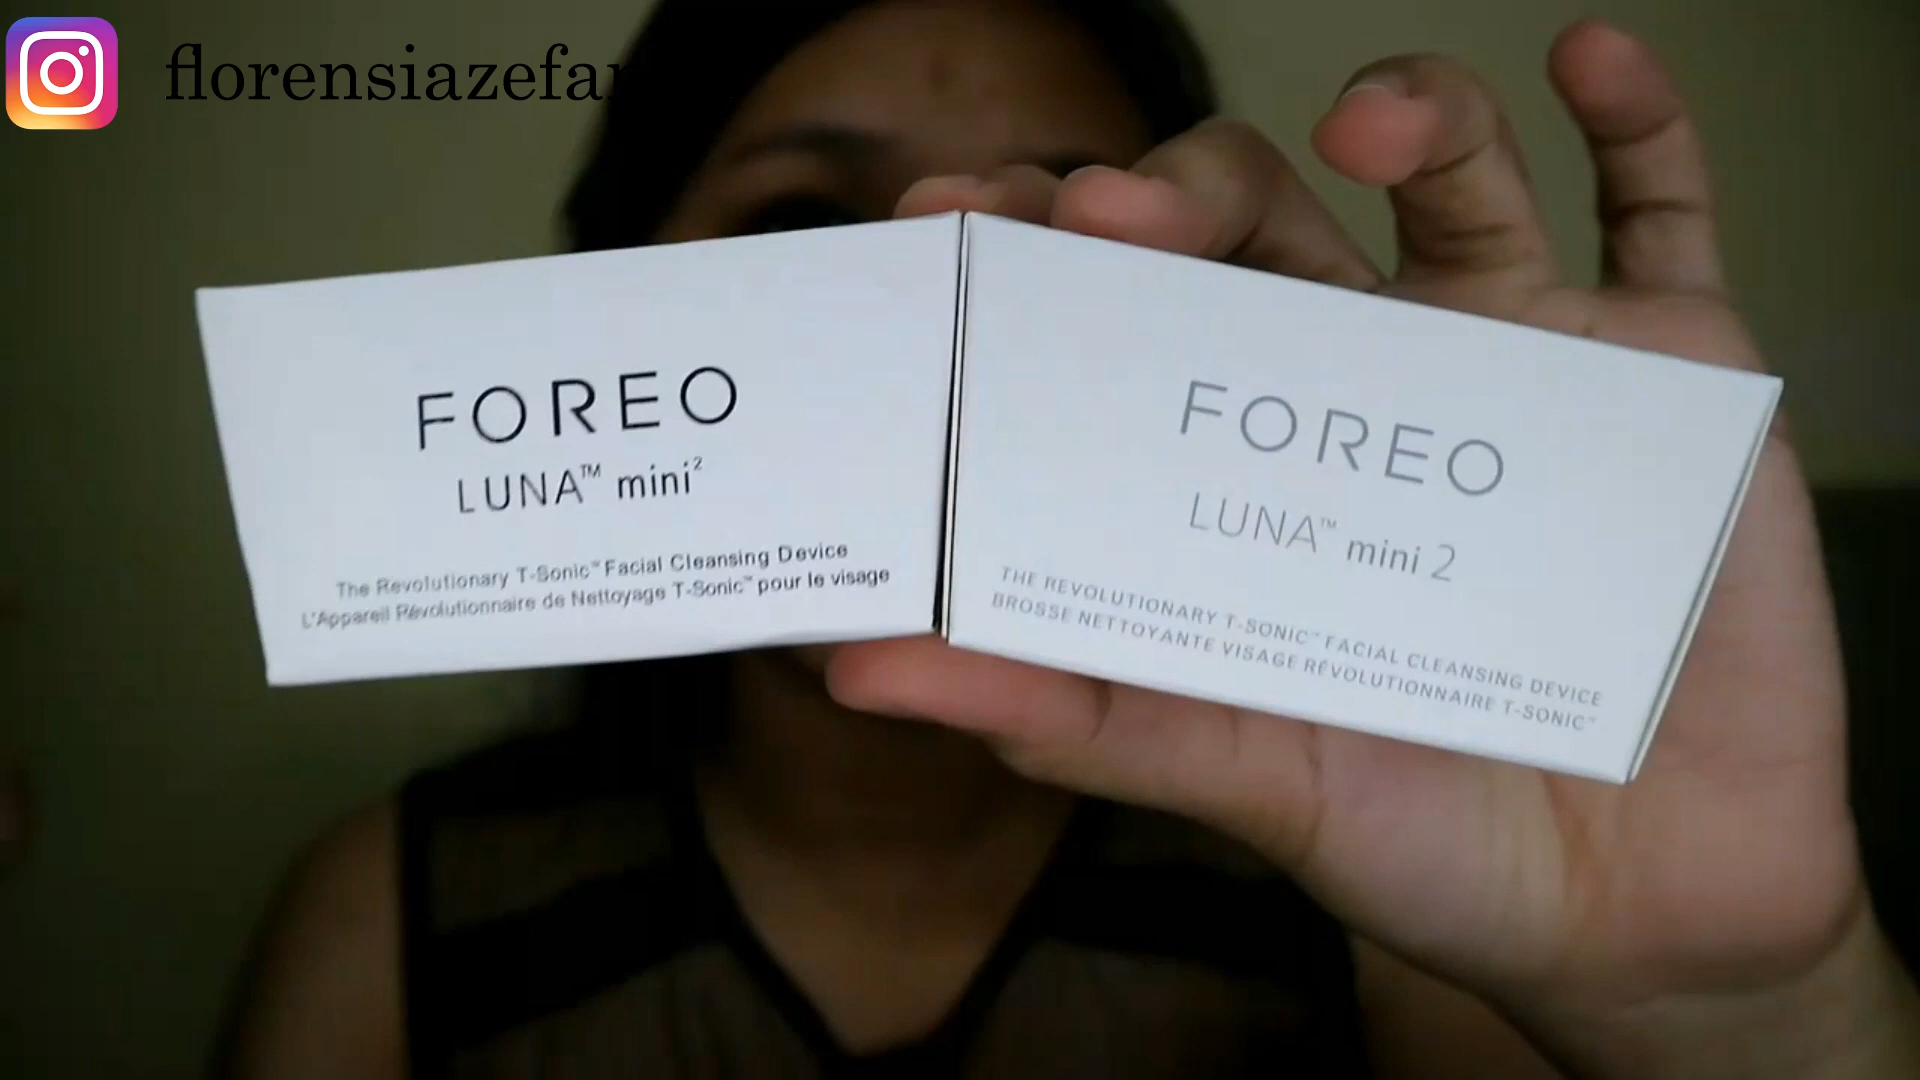 FOREO
LUNA™ mini²
The Revolutionary T-Sonic™ Facial Cleansing Device
L'Appareil Révolutionnaire de Nettoyage T-Sonic™ pour le visage
FOREO
LUNA™ mini 2
THE REVOLUTIONARY T-SONIC™ FACIAL CLEANSING DEVICE
BROSSE NETTOYANTE VISAGE RÉVOLUTIONNAIRE T-SONIC™